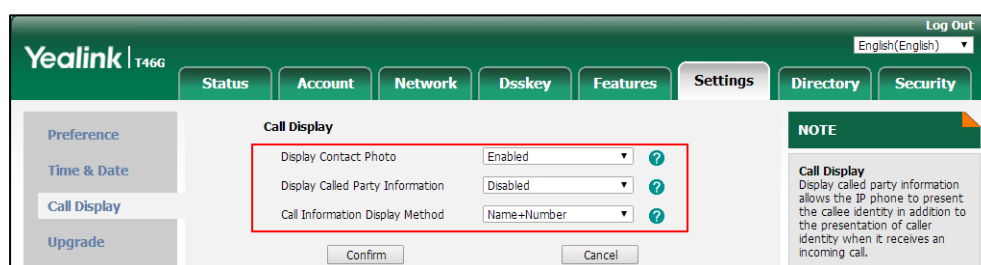 Log Out
Yealink T46G
English(English)
Status Account Network Dsskey Features Settings Directory Security
Preference
Time & Date
Call Display
Upgrade
Call Display
Display Contact Photo Enabled ?
Display Called Party Information Disabled ?
Call Information Display Method Name+Number ?
Confirm Cancel
NOTE
Call Display
Display called party information
allows the IP phone to present
the callee identity in addition to
the presentation of caller
identity when it receives an
incoming call.